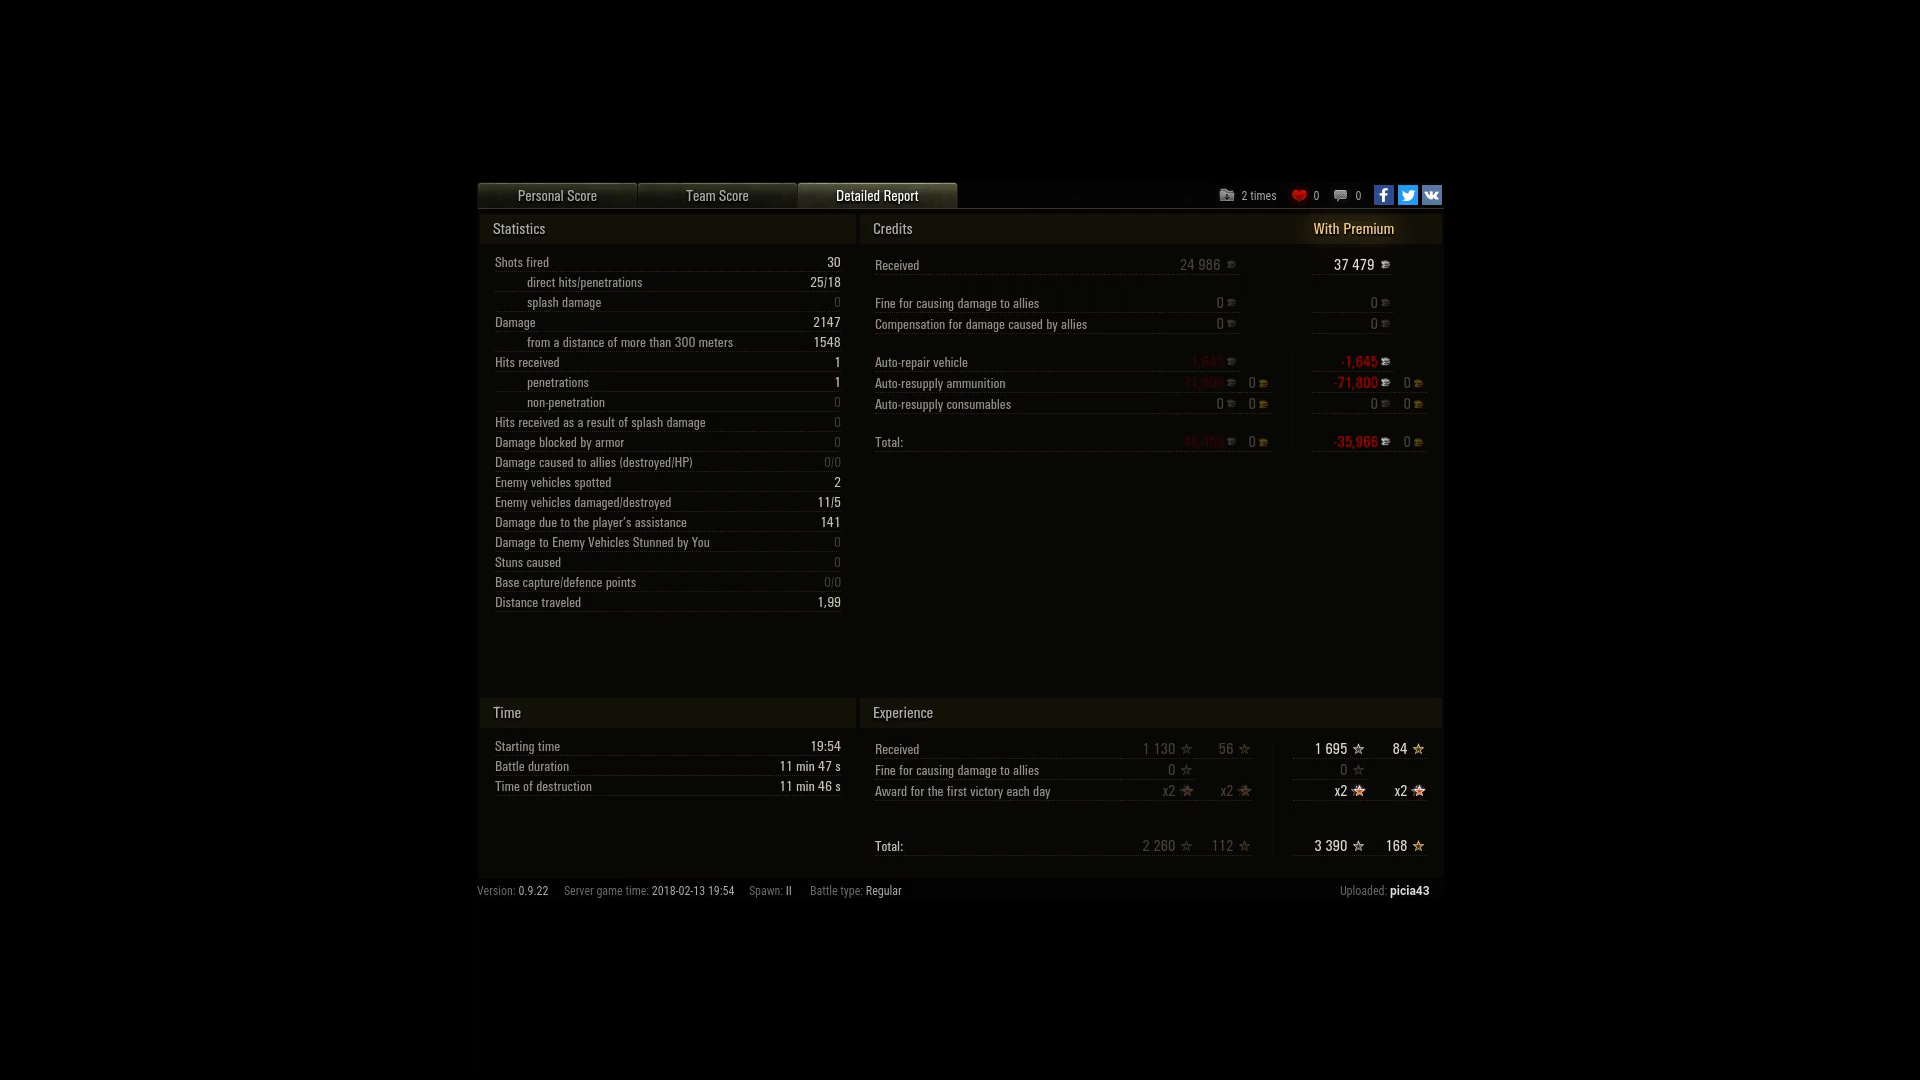 Personal Score Team Score Detailed Report 2 times 0 0
Statistics
Shots fired 30
direct hits/penetrations 25/18
splash damage 0
Damage 2147
from a distance of more than 300 meters 1548
Hits received 1
penetrations 1
non-penetration 0
Hits received as a result of splash damage 0
Damage blocked by armor 0
Damage caused to allies (destroyed/HP) 0/0
Enemy vehicles spotted 2
Enemy vehicles damaged/destroyed 11/5
Damage due to the player's assistance 141
Damage to Enemy Vehicles Stunned by You 0
Stuns caused 0
Base capture/defence points 0/0
Distance traveled 1,99
Credits With Premium
Received 24 986 37 479
Fine for causing damage to allies 0 0
Compensation for damage caused by allies 0 0
Auto-repair vehicle -1,645
Auto-resupply ammunition 0 -71,800 0
Auto-resupply consumables 0 0 0 0
Total: 0 -35,966 0
Time
Starting time 19:54
Battle duration 11 min 47 s
Time of destruction 11 min 46 s
Experience
Received 1 130 56 1 695 84
Fine for causing damage to allies 0 0
Award for the first victory each day x2 x2 x2 x2
Total: 2 260 112 3 390 168
Version: 0.9.22 Server game time: 2018-02-13 19:54 Spawn: II Battle type: Regular Uploaded: picia43